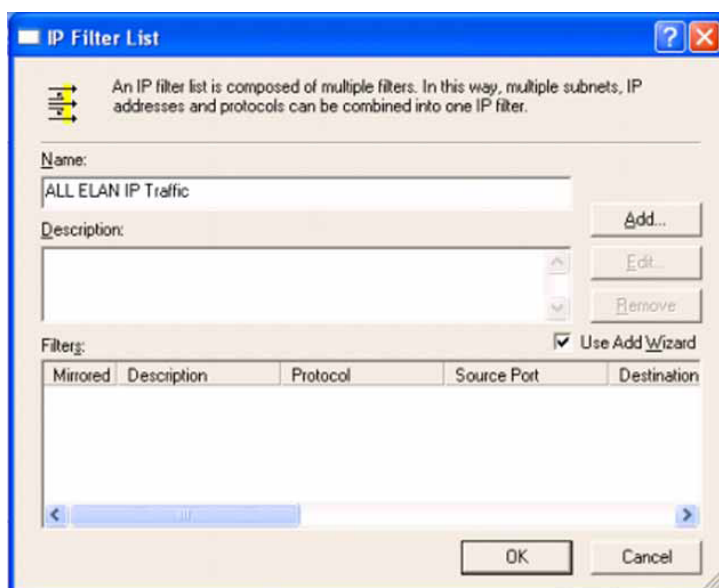 IP Filter List
An IP filter list is composed of multiple filters. In this way, multiple subnets, IP
addresses and protocols can be combined into one IP filter.
Name:
ALL ELAN IP Traffic
Add...
Description:
Edit...
Remove
Filters:
Use Add Wizard
Mirrored Description Protocol Source Port Destination
OK Cancel